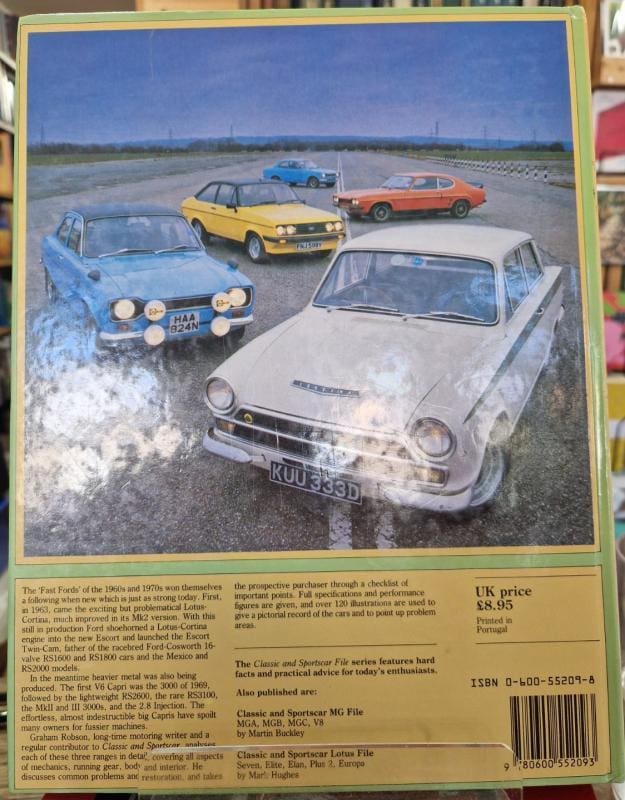 FNJ 598Y
HAA
824N
CORTINA
KUU 333D
The 'Fast Fords' of the 1960s and 1970s won themselves
a following when new which is just as strong today. First,
in 1963, came the exciting but problematical Lotus-
Cortina, much improved in its Mk2 version. With this
still in production Ford shoehorned a Lotus-Cortina
engine into the new Escort and launched the Escort
Twin-Cam, father of the racebred Ford-Cosworth 16-
valve RS1600 and RS1800 cars and the Mexico and
RS2000 models.
In the meantime heavier metal was also being
produced. The first V6 Capri was the 3000 of 1969,
followed by the lightweight RS2600, the rare RS3100,
the MkII and III 3000s, and the 2.8 Injection. The
effortless, almost indestructible big Capris have spoilt
many owners for fussier machines.
Graham Robson, long-time motoring writer and a
regular contributor to Classic and Sportscar, analyses
each of these three ranges in detail, covering all aspects
of mechanics, running gear, body and interior. He
discusses common problems and restoration, and takes
the prospective purchaser through a checklist of
important points. Full specifications and performance
figures are given, and over 120 illustrations are used to
give a pictorial record of the cars and to point up problem
areas.
The Classic and Sportscar File series features hard
facts and practical advice for today's enthusiasts.
Also published are:
Classic and Sportscar MG File
MGA, MGB, MGC, V8
by Martin Buckley
Classic and Sportscar Lotus File
Seven, Elite, Elan, Plus 2, Europa
by Mark Hughes
UK price
£8.95
Printed in
Portugal
ISBN 0-600-55209-8
9 780600 552093